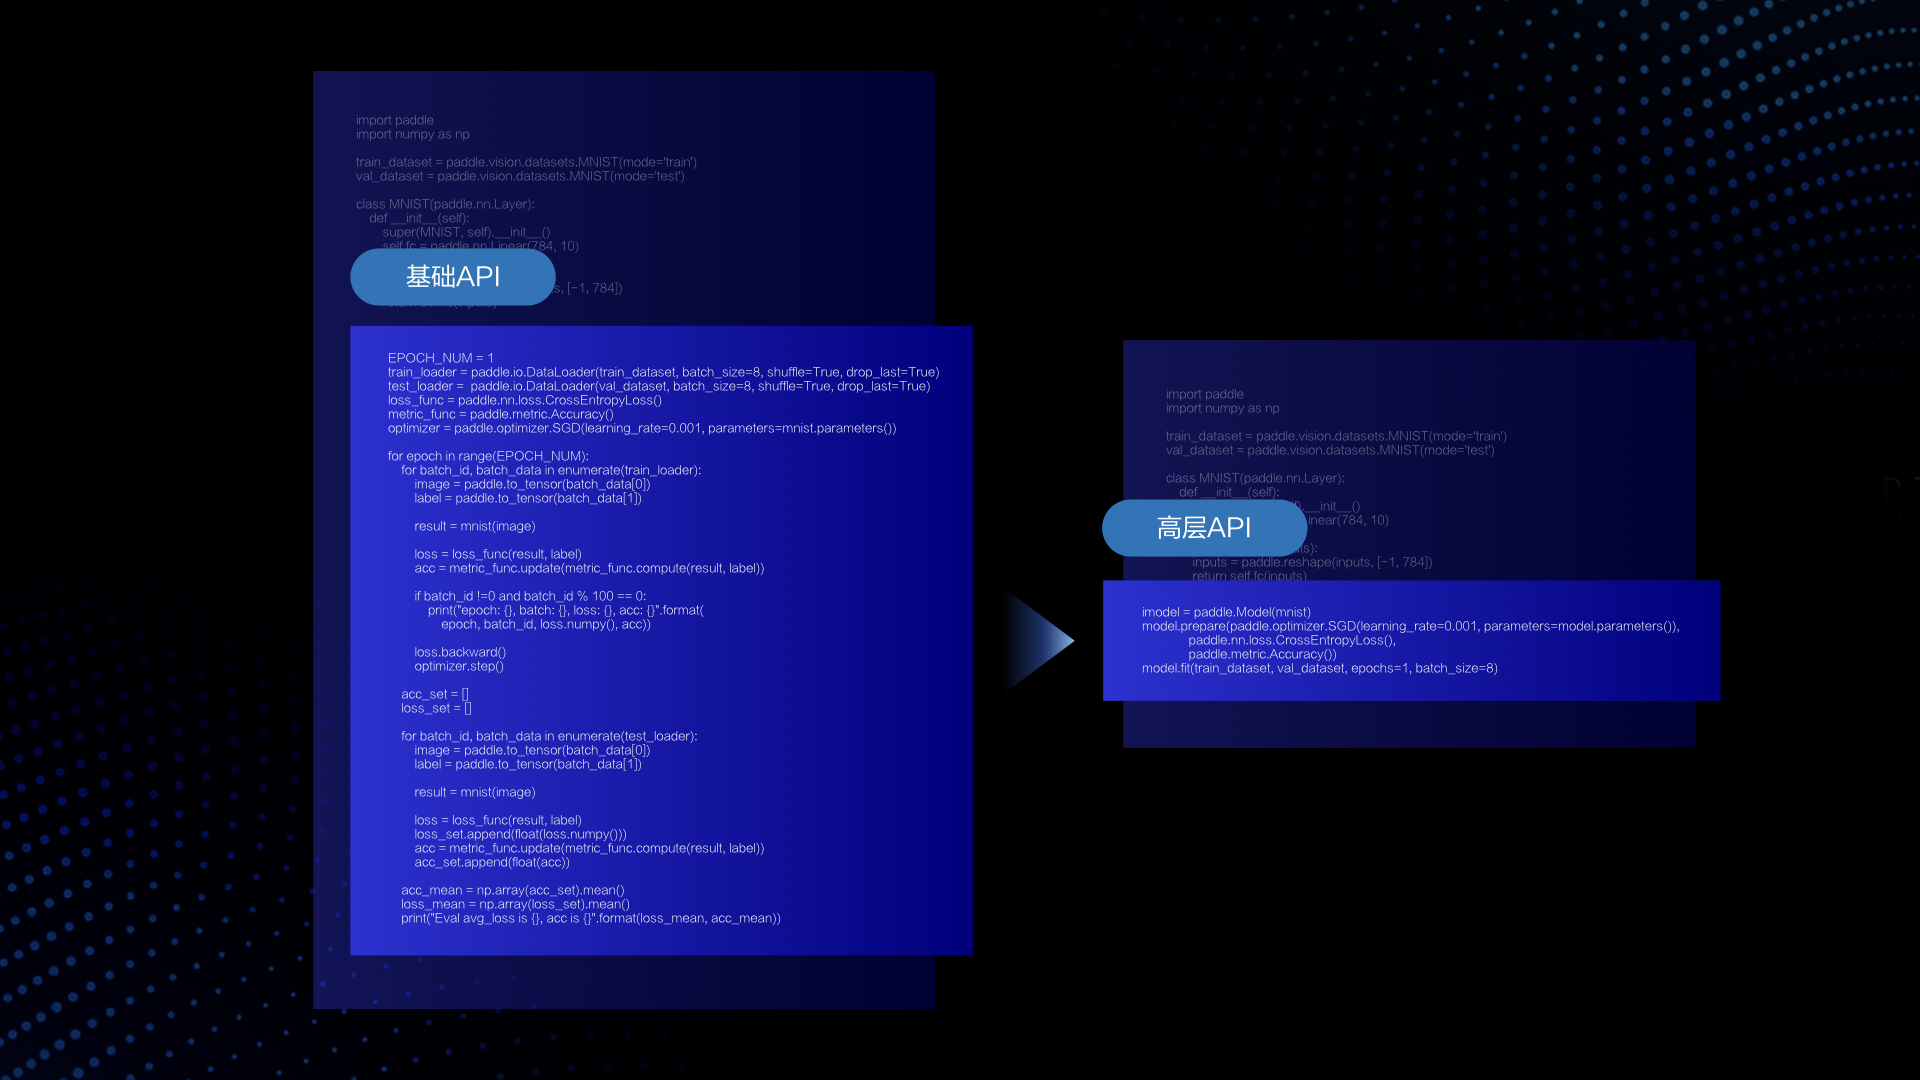 import paddle
import numpy as np
train_dataset = paddle.vision.datasets.MNIST(mode='train')
val_dataset = paddle.vision.datasets.MNIST(mode='test')
class MNIST(paddle.nn.Layer):
def __init__(self):
super(MNIST, self).__init__()
self.fc = paddle.nn.Linear(784, 10)
基础API
[-1, 784])
EPOCH_NUM = 1
train_loader = paddle.io.DataLoader(train_dataset, batch_size=8, shuffle=True, drop_last=True)
test_loader =  paddle.io.DataLoader(val_dataset, batch_size=8, shuffle=True, drop_last=True)
loss_func = paddle.nn.loss.CrossEntropyLoss()
metric_func = paddle.metric.Accuracy()
optimizer = paddle.optimizer.SGD(learning_rate=0.001, parameters=mnist.parameters())
for epoch in range(EPOCH_NUM):
for batch_id, batch_data in enumerate(train_loader):
image = paddle.to_tensor(batch_data[0])
label = paddle.to_tensor(batch_data[1])
result = mnist(image)
loss = loss_func(result, label)
acc = metric_func.update(metric_func.compute(result, label))
if batch_id !=0 and batch_id % 100 == 0:
print("epoch: {}, batch: {}, loss: {}, acc: {}".format(
epoch, batch_id, loss.numpy(), acc))
loss.backward()
optimizer.step()
acc_set = []
loss_set = []
for batch_id, batch_data in enumerate(test_loader):
image = paddle.to_tensor(batch_data[0])
label = paddle.to_tensor(batch_data[1])
result = mnist(image)
loss = loss_func(result, label)
loss_set.append(float(loss.numpy()))
acc = metric_func.update(metric_func.compute(result, label))
acc_set.append(float(acc))
acc_mean = np.array(acc_set).mean()
loss_mean = np.array(loss_set).mean()
print("Eval avg_loss is {}, acc is {}".format(loss_mean, acc_mean))
import paddle
import numpy as np
train_dataset = paddle.vision.datasets.MNIST(mode='train')
val_dataset = paddle.vision.datasets.MNIST(mode='test')
class MNIST(paddle.nn.Layer):
def __init__(self):
.__init__()
inear(784, 10)
高层API
ts):
inputs = paddle.reshape(inputs, [-1, 784])
return self.fc(inputs)
imodel = paddle.Model(mnist)
model.prepare(paddle.optimizer.SGD(learning_rate=0.001, parameters=model.parameters()),
paddle.nn.loss.CrossEntropyLoss(),
paddle.metric.Accuracy())
model.fit(train_dataset, val_dataset, epochs=1, batch_size=8)